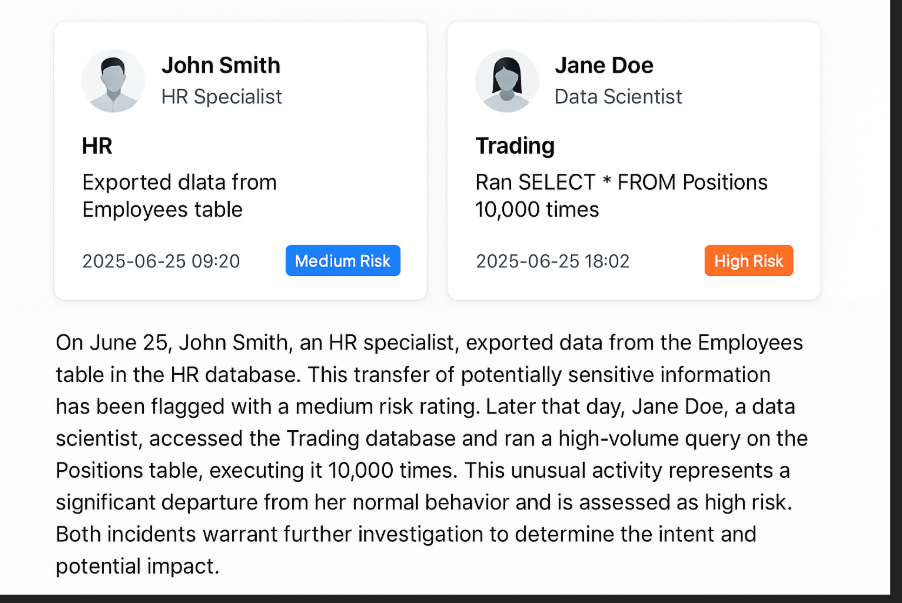 John Smith
HR Specialist
HR
Exported dlata from
Employees table
2025-06-25 09:20
Medium Risk
Jane Doe
Data Scientist
Trading
Ran SELECT * FROM Positions
10,000 times
2025-06-25 18:02
High Risk
On June 25, John Smith, an HR specialist, exported data from the Employees
table in the HR database. This transfer of potentially sensitive information
has been flagged with a medium risk rating. Later that day, Jane Doe, a data
scientist, accessed the Trading database and ran a high-volume query on the
Positions table, executing it 10,000 times. This unusual activity represents a
significant departure from her normal behavior and is assessed as high risk.
Both incidents warrant further investigation to determine the intent and
potential impact.